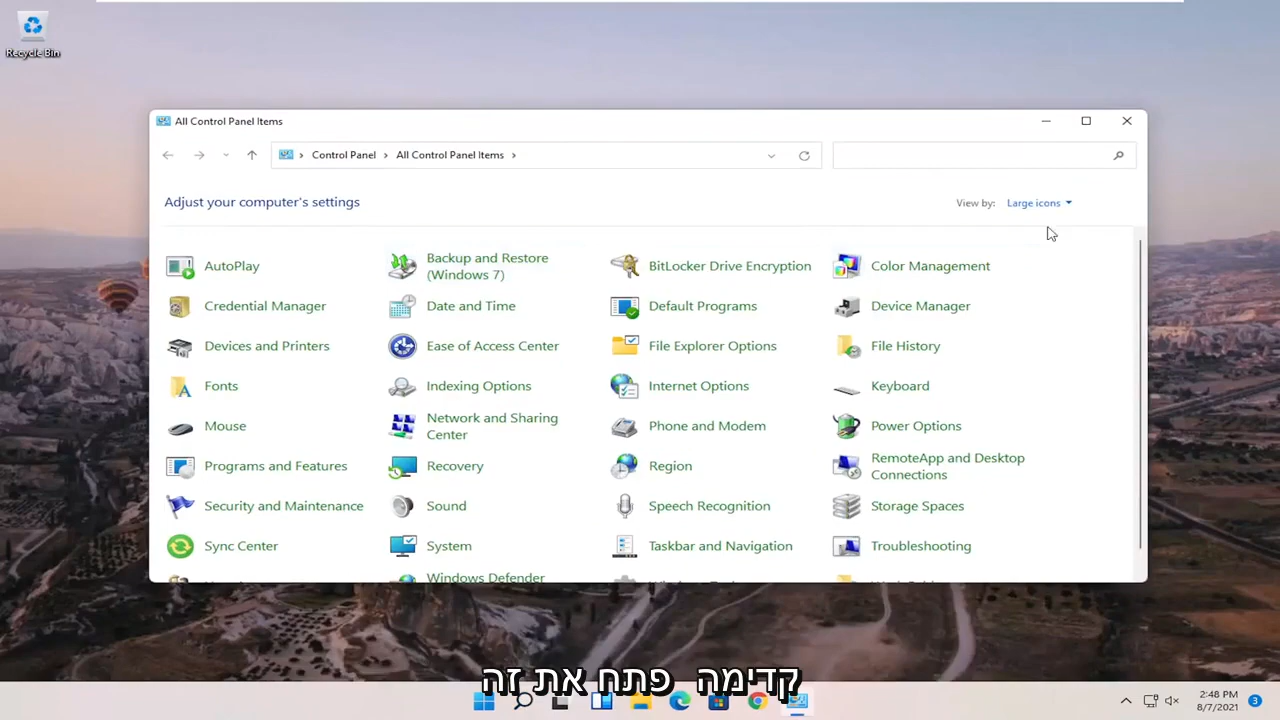 Recycle Bin
All Control Panel Items
Control Panel
All Control Panel Items
Adjust your computer's settings
View by: Large icons
AutoPlay
Backup and Restore
(Windows 7)
BitLocker Drive Encryption
Color Management
Credential Manager
Date and Time
Default Programs
Device Manager
Devices and Printers
Ease of Access Center
File Explorer Options
File History
Fonts
Indexing Options
Internet Options
Keyboard
Mouse
Network and Sharing
Center
Phone and Modem
Power Options
Programs and Features
Recovery
Region
RemoteApp and Desktop
Connections
Security and Maintenance
Sound
Speech Recognition
Storage Spaces
Sync Center
System
Taskbar and Navigation
Troubleshooting
Windows Defender
קדימה פתח את זה
2:48 PM
8/7/2021
3